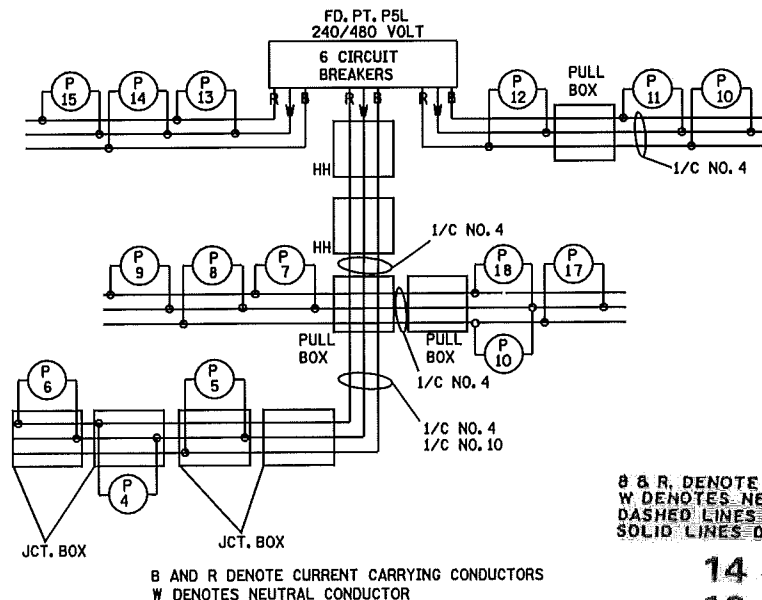 FD. PT. P5L
240/480 VOLT
6 CIRCUIT
BREAKERS
R W B
R W B
R W B
P
15
P
14
P
13
P
12
PULL
BOX
P
11
P
10
1/C NO. 4
HH
HH
1/C NO. 4
P
9
P
8
P
7
P
18
P
17
PULL
BOX
PULL
BOX
P
10
1/C NO. 4
P
6
P
5
1/C NO. 4
1/C NO. 10
P
4
JCT. BOX
JCT. BOX
B & R, DENOTE
W DENOTES NE
DASHED LINES
SOLID LINES D
14
B AND R DENOTE CURRENT CARRYING CONDUCTORS
W DENOTES NEUTRAL CONDUCTOR